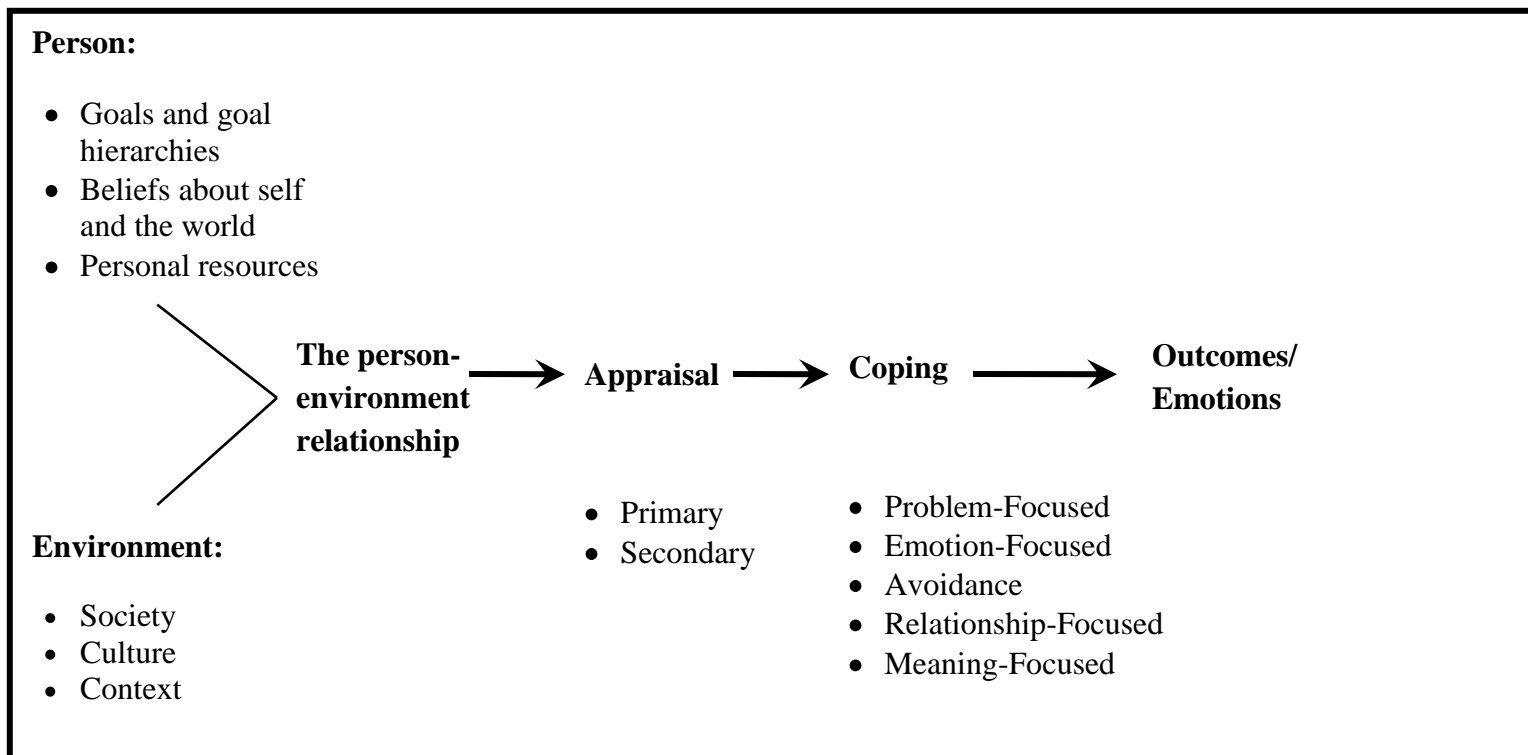 Person:
• Goals and goal
hierarchies
• Beliefs about self
and the world
• Personal resources
The person-
environment
relationship
Appraisal
• Primary
• Secondary
Coping
• Problem-Focused
• Emotion-Focused
• Avoidance
• Relationship-Focused
• Meaning-Focused
Outcomes/
Emotions
Environment:
• Society
• Culture
• Context